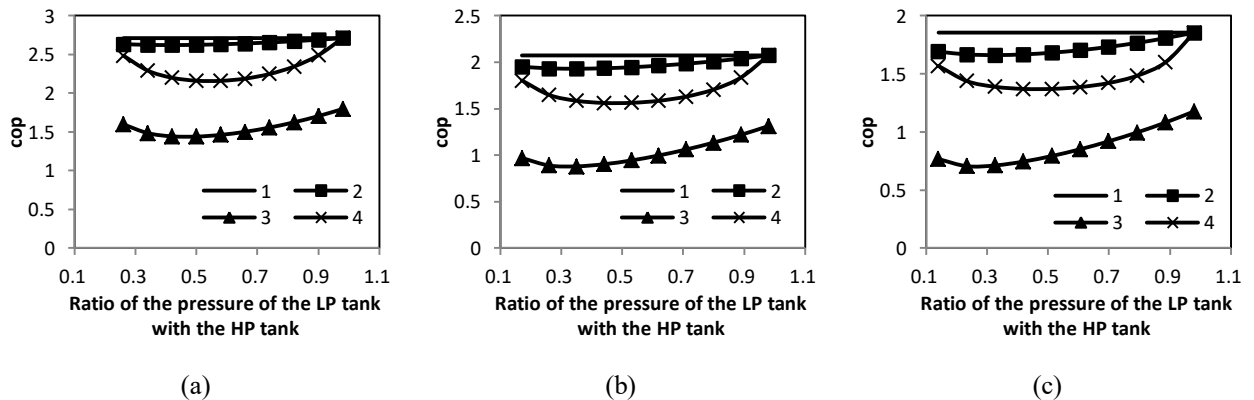 3
2.5
2
1.5
1
0.5
0
cop
1 2
3 4
0.1 0.3 0.5 0.7 0.9 1.1
Ratio of the pressure of the LP tank
with the HP tank
(a)
2.5
2
1.5
1
0.5
0
cop
1 2
3 4
0.1 0.3 0.5 0.7 0.9 1.1
Ratio of the pressure of the LP tank
with the HP tank
(b)
2
1.5
1
0.5
0
cop
1 2
3 4
0.1 0.3 0.5 0.7 0.9 1.1
Ratio of the pressure of the LP tank
with the HP tank
(c)